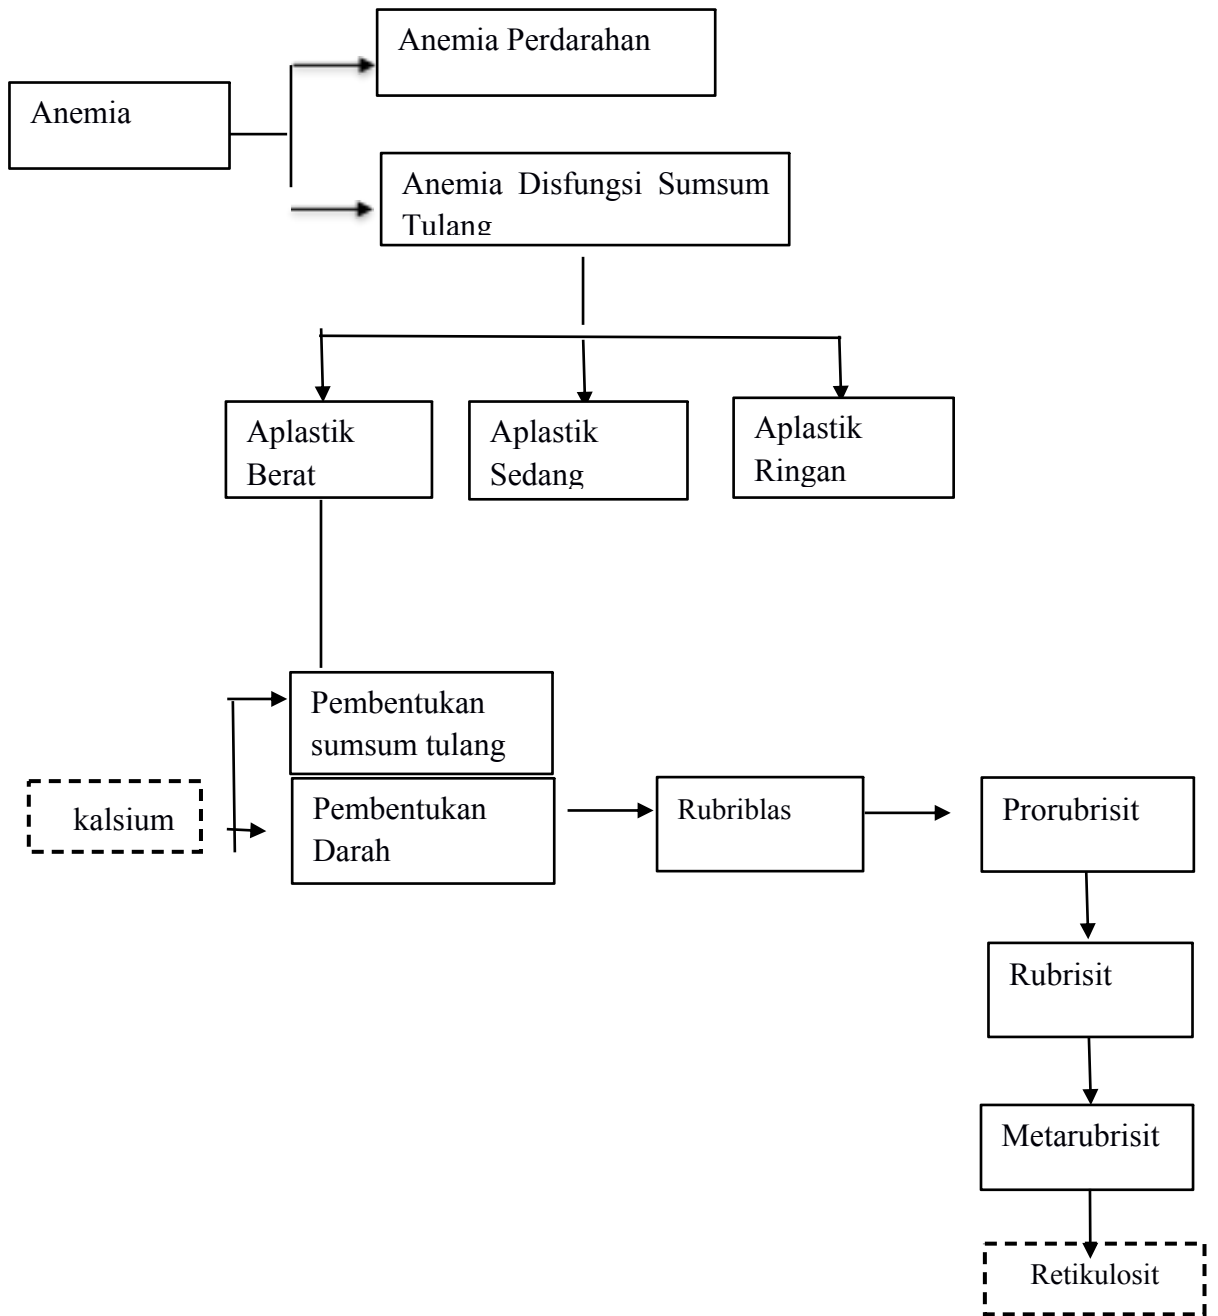 Anemia Perdarahan
Anemia
Anemia Disfungsi Sumsum
Tulang
Aplastik
Berat
Aplastik
Sedang
Aplastik
Ringan
Pembentukan
sumsum tulang
kalsium
Pembentukan
Darah
Rubriblas
Prorubrisit
Rubrisit
Metarubrisit
Retikulosit